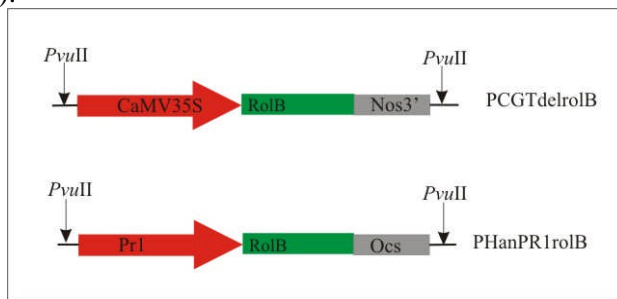 ).
PvuII PvuII
CaMV35S RolB Nos3' PCGTdelrolB
PvuII PvuII
Pr1 RolB Ocs PHanPR1rolB